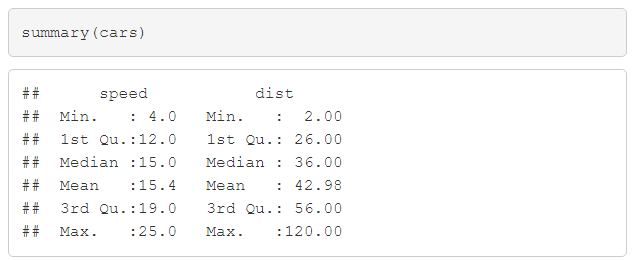 summary(cars)
##      speed           dist
##  Min.   : 4.0   Min.   :  2.00
##  1st Qu.:12.0   1st Qu.: 26.00
##  Median :15.0   Median : 36.00
##  Mean   :15.4   Mean   : 42.98
##  3rd Qu.:19.0   3rd Qu.: 56.00
##  Max.   :25.0   Max.   :120.00